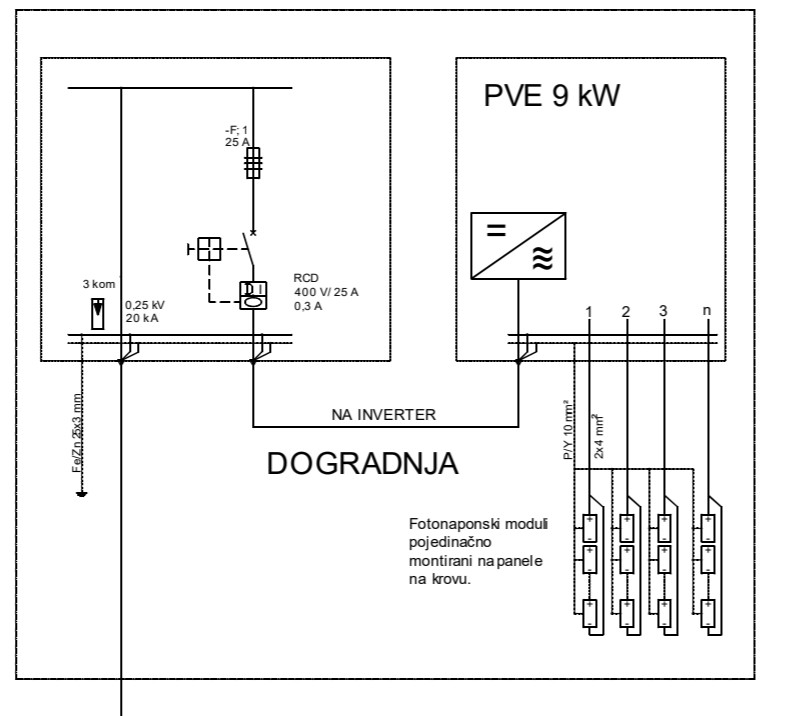 PVE 9 kW
-F; 1
25 A
3 kom
0,25 kV
20 kA
RCD
400 V/ 25 A
0,3 A
1
2
3
n
NA INVERTER
Fe/Zn 25x3 mm
P/Y 10 mm²
2x4 mm²
DOGRADNJA
Fotonaponski moduli
pojedinačno
montirani na panele
na krovu.